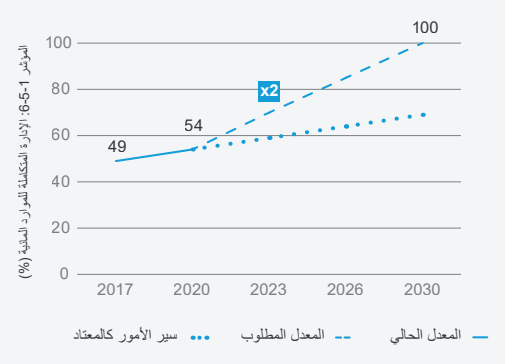 المؤشر 1-5-6: الإدارة المتكاملة للموارد المائية (%)
100
80
60
40
20
0
49
54
x2
100
2017
2020
2023
2026
2030
المعدل الحالي
المعدل المطلوب
سير الأمور كالمعتاد